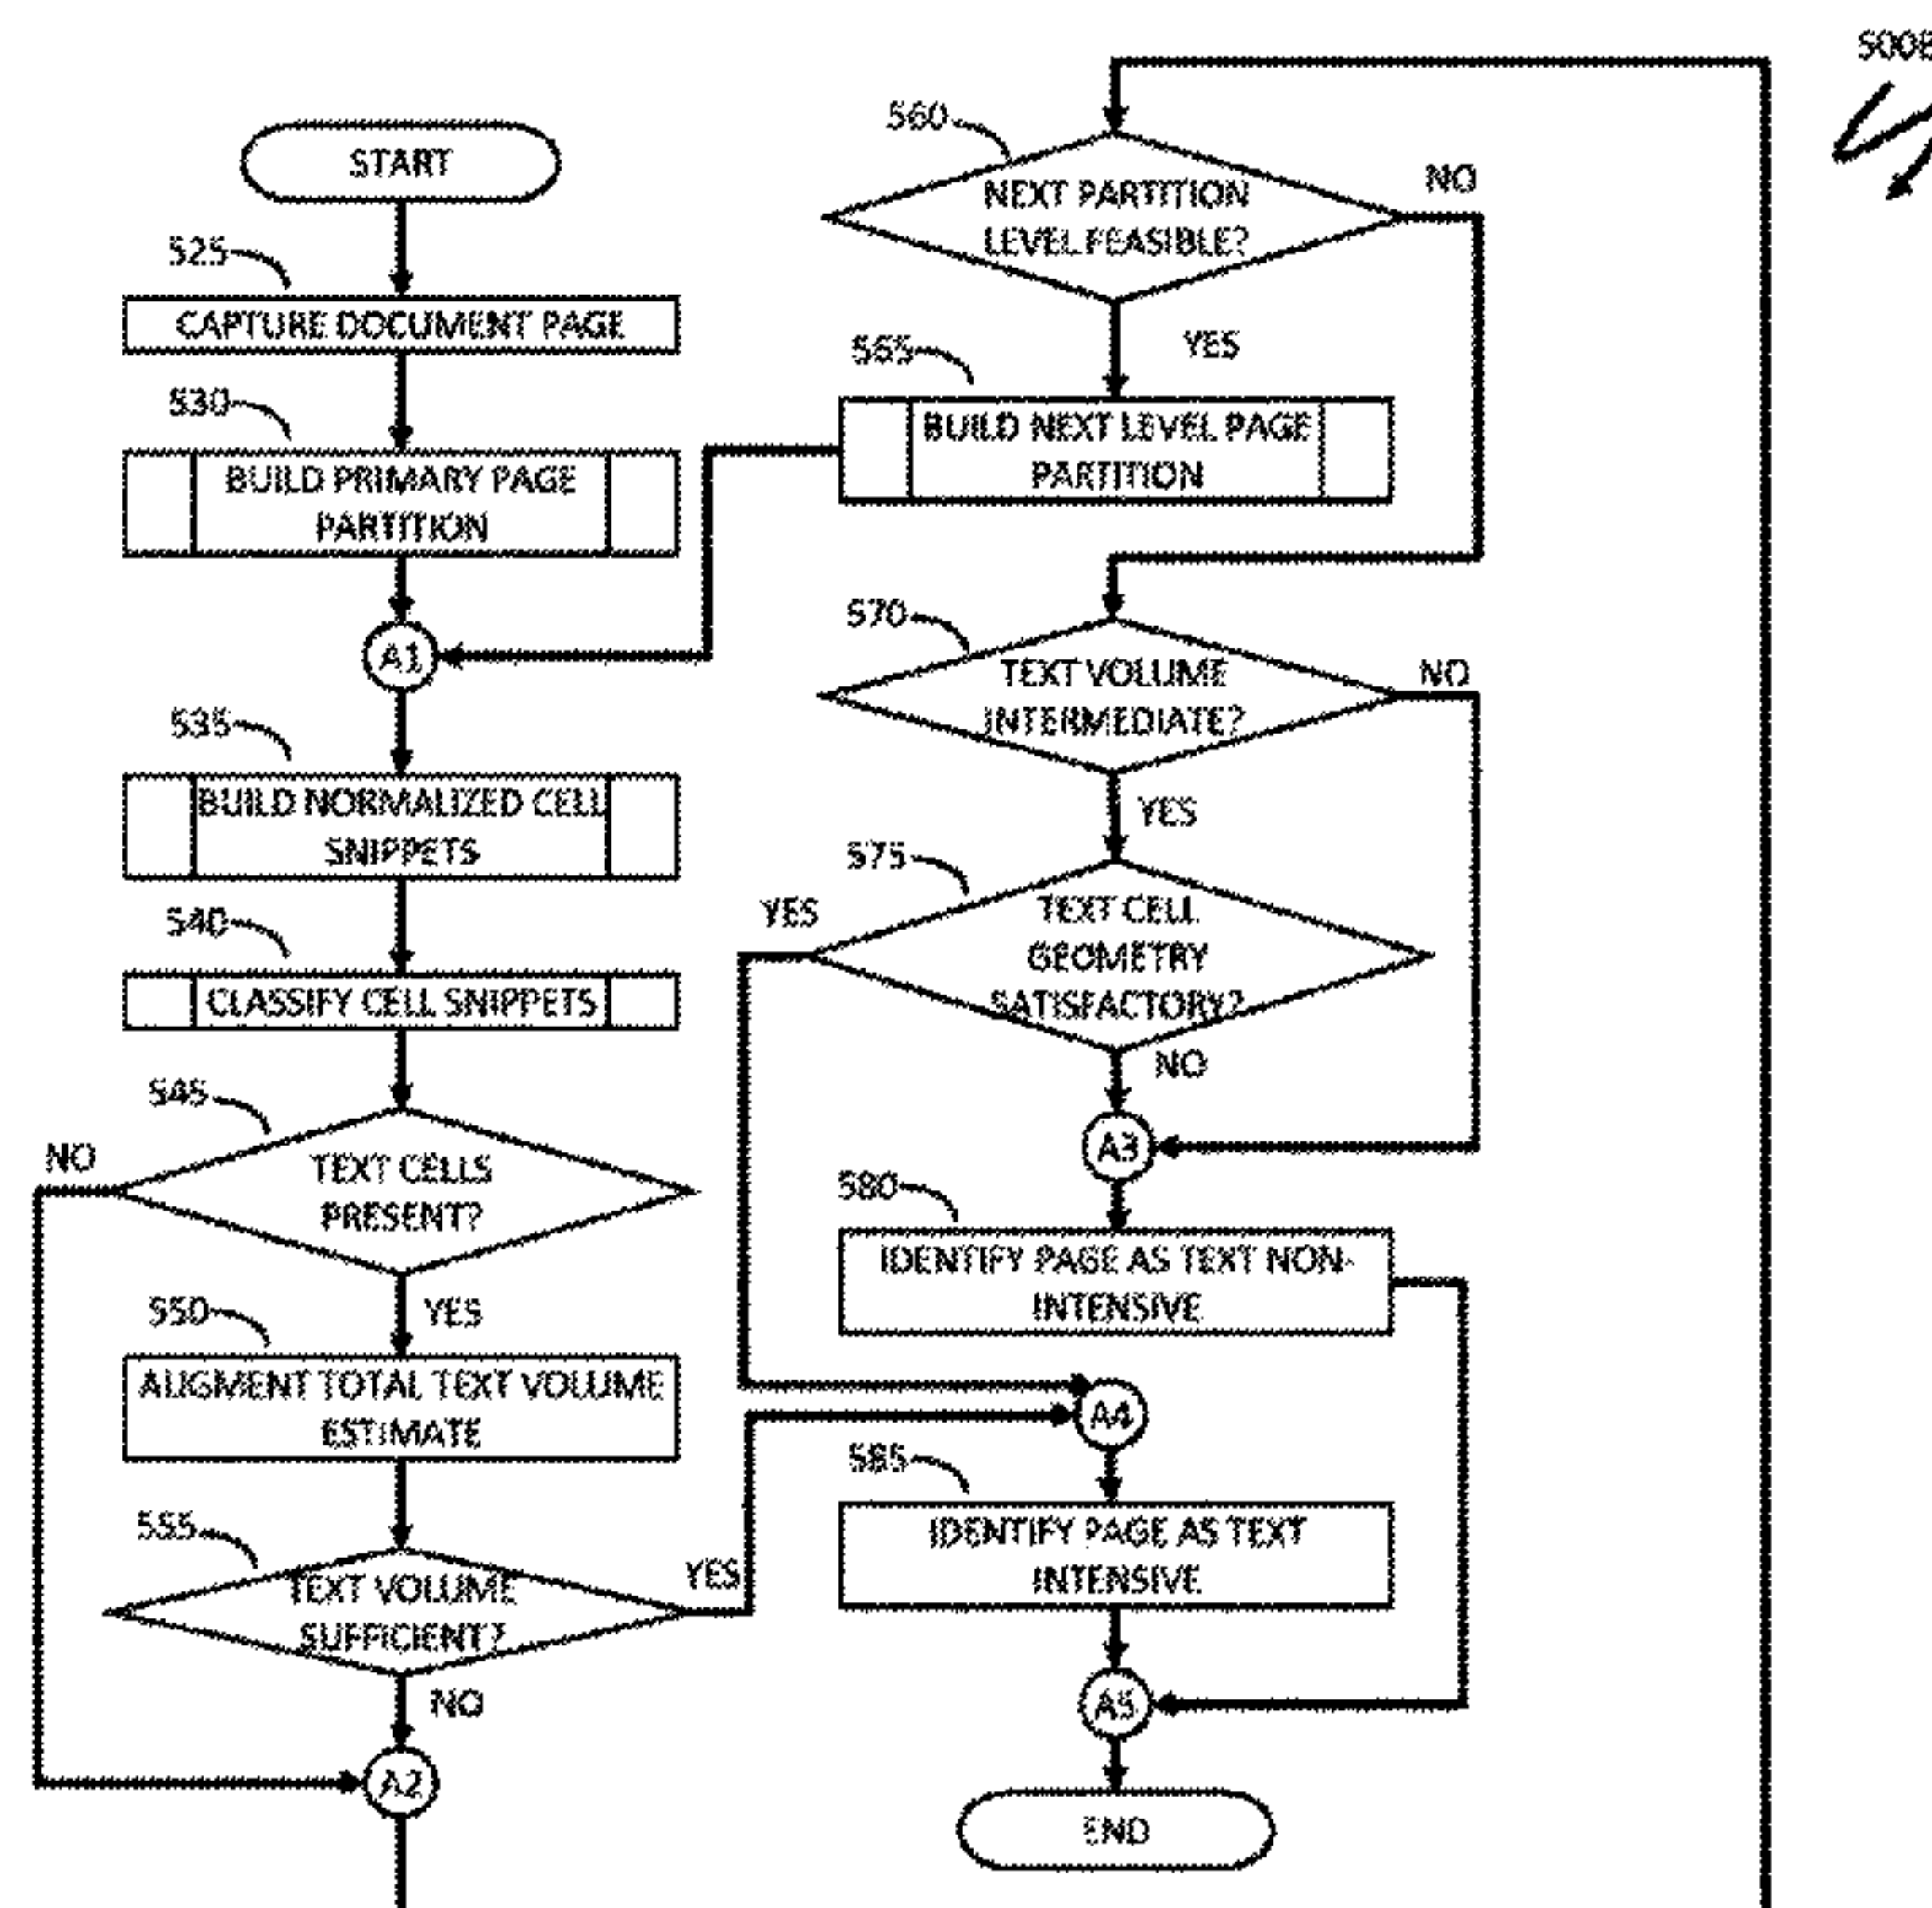 500B
START
525
CAPTURE DOCUMENT PAGE
530
BUILD PRIMARY PAGE
PARTITION
A1
535
BUILD NORMALIZED CELL
SNIPPETS
540
CLASSIFY CELL SNIPPETS
545
NO
TEXT CELLS
PRESENT?
YES
550
AUGMENT TOTAL TEXT VOLUME
ESTIMATE
555
TEXT VOLUME
SUFFICIENT?
YES
NO
A2
560
NEXT PARTITION
LEVEL FEASIBLE?
NO
YES
565
BUILD NEXT LEVEL PAGE
PARTITION
570
TEXT VOLUME
INTERMEDIATE?
NO
YES
575
YES
TEXT CELL
GEOMETRY
SATISFACTORY?
NO
A3
580
IDENTIFY PAGE AS TEXT NON-
INTENSIVE
A4
585
IDENTIFY PAGE AS TEXT
INTENSIVE
A5
END